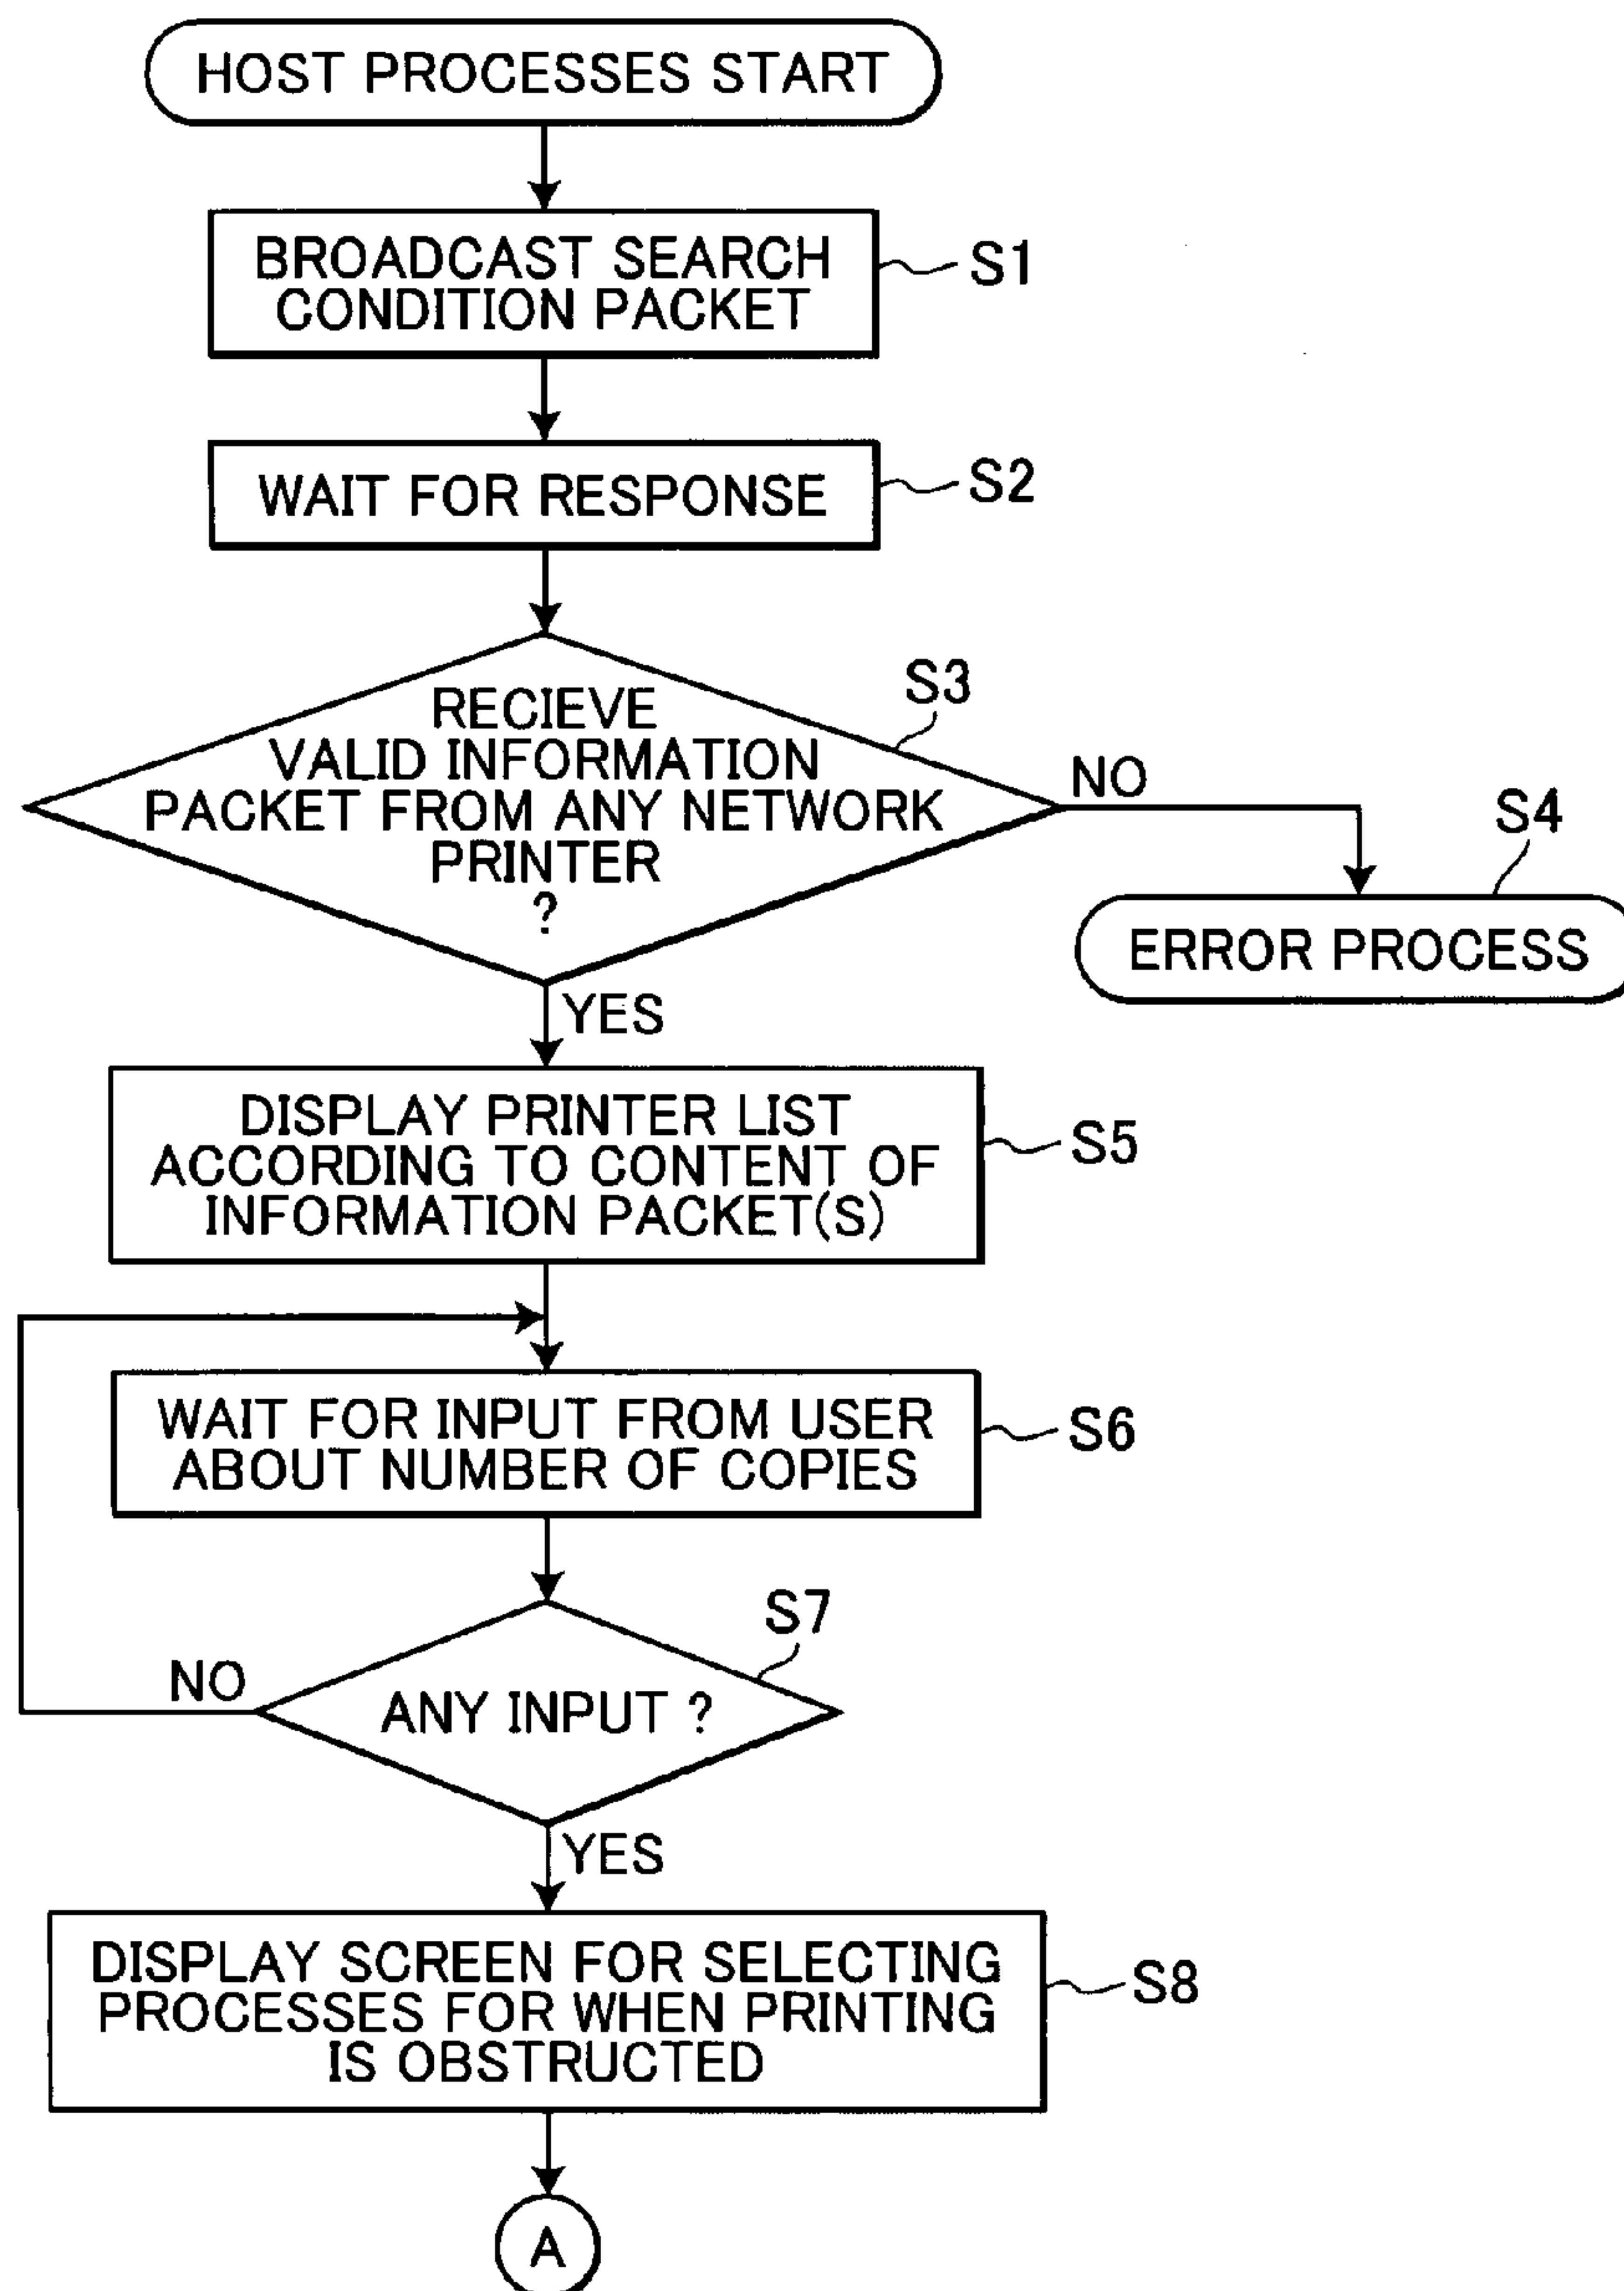 HOST PROCESSES START
BROADCAST SEARCH
CONDITION PACKET
S1
WAIT FOR RESPONSE
S2
RECIEVE
VALID INFORMATION
PACKET FROM ANY NETWORK
PRINTER
?
S3
NO
S4
ERROR PROCESS
YES
DISPLAY PRINTER LIST
ACCORDING TO CONTENT OF
INFORMATION PACKET(S)
S5
WAIT FOR INPUT FROM USER
ABOUT NUMBER OF COPIES
S6
S7
NO
ANY INPUT ?
YES
DISPLAY SCREEN FOR SELECTING
PROCESSES FOR WHEN PRINTING
IS OBSTRUCTED
S8
A